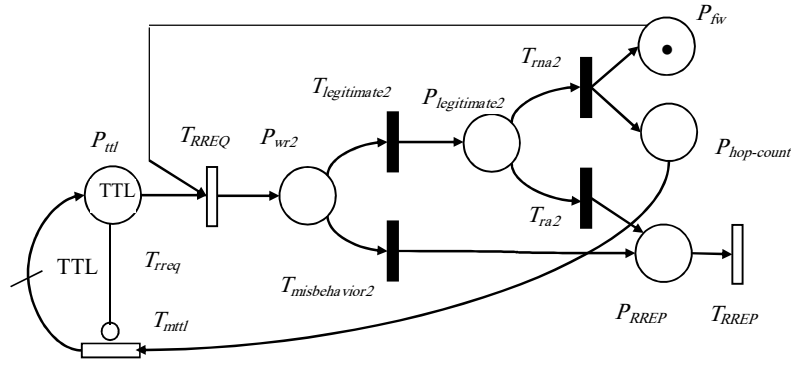 P_fw
T_rna2
T_legitimate2
P_legitimate2
P_ttl
T_RREQ
P_wr2
P_hop-count
TTL
T_ra2
TTL
T_rreq
T_misbehavior2
T_mttl
P_RREP
T_RREP